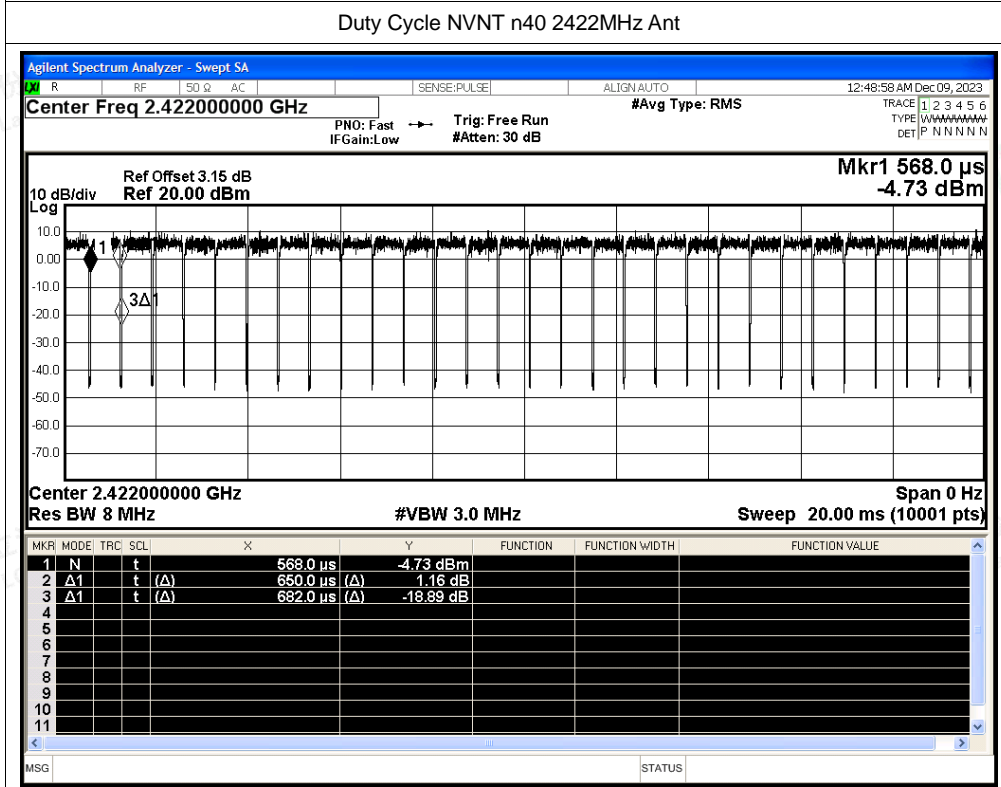 Duty Cycle NVNT n40 2422MHz Ant
Agilent Spectrum Analyzer - Swept SA
LXI R RF 50 Ω AC SENSE:PULSE ALIGN AUTO 12:48:58 AM Dec 09, 2023
Center Freq 2.422000000 GHz #Avg Type: RMS TRACE 1 2 3 4 5 6
PNO: Fast Trig: Free Run TYPE WWWWWW
IFGain:Low #Atten: 30 dB DET P N N N N N
Mkr1 568.0 µs
-4.73 dBm
Ref Offset 3.15 dB
10 dB/div Ref 20.00 dBm
Log
10.0
0.00
-10.0
-20.0
-30.0
-40.0
-50.0
-60.0
-70.0
1
3Δ1
Center 2.422000000 GHz Span 0 Hz
Res BW 8 MHz #VBW 3.0 MHz Sweep 20.00 ms (10001 pts)
MKR MODE TRC SCL X Y FUNCTION FUNCTION WIDTH FUNCTION VALUE
1 N t 568.0 µs -4.73 dBm
2 Δ1 t (Δ) 650.0 µs (Δ) 1.16 dB
3 Δ1 t (Δ) 682.0 µs (Δ) -18.89 dB
4
5
6
7
8
9
10
11
MSG STATUS